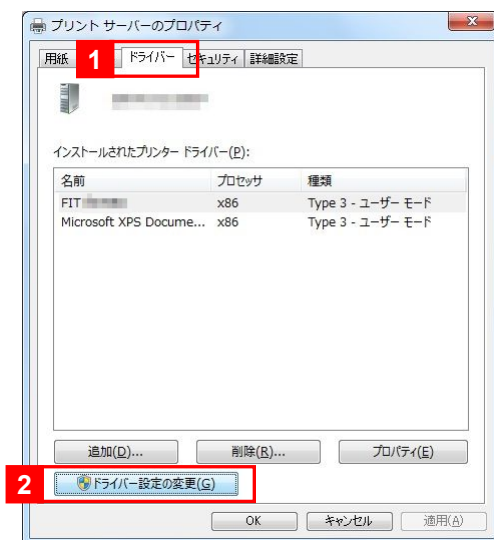 プリント サーバーのプロパティ
1
用紙 ドライバー セキュリティ 詳細設定
インストールされたプリンター ドライバー(P):
名前 プロセッサ 種類
FIT x86 Type 3 - ユーザー モード
Microsoft XPS Docume... x86 Type 3 - ユーザー モード
追加(D)... 削除(R)... プロパティ(E)
2
ドライバー設定の変更(G)
OK キャンセル 適用(A)